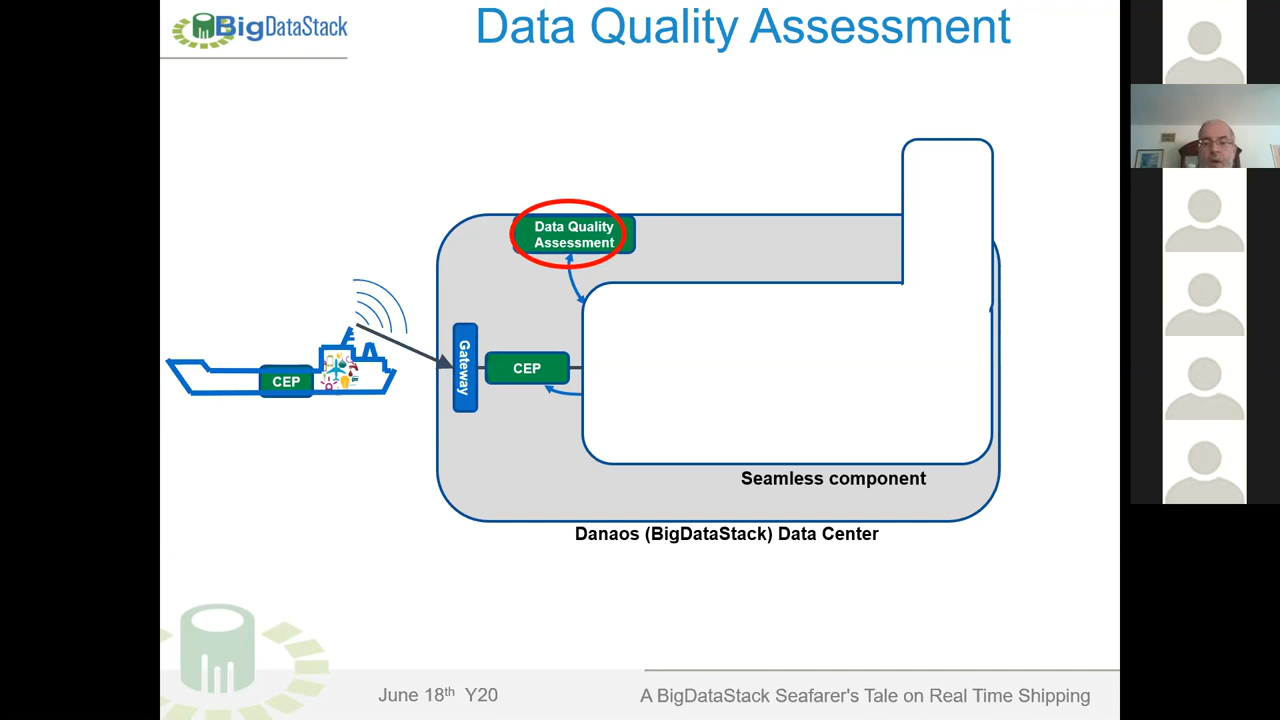 BigDataStack
Data Quality Assessment
Data Quality
Assessment
Gateway
CEP
CEP
Seamless component
Danaos (BigDataStack) Data Center
June 18th Y20
A BigDataStack Seafarer's Tale on Real Time Shipping